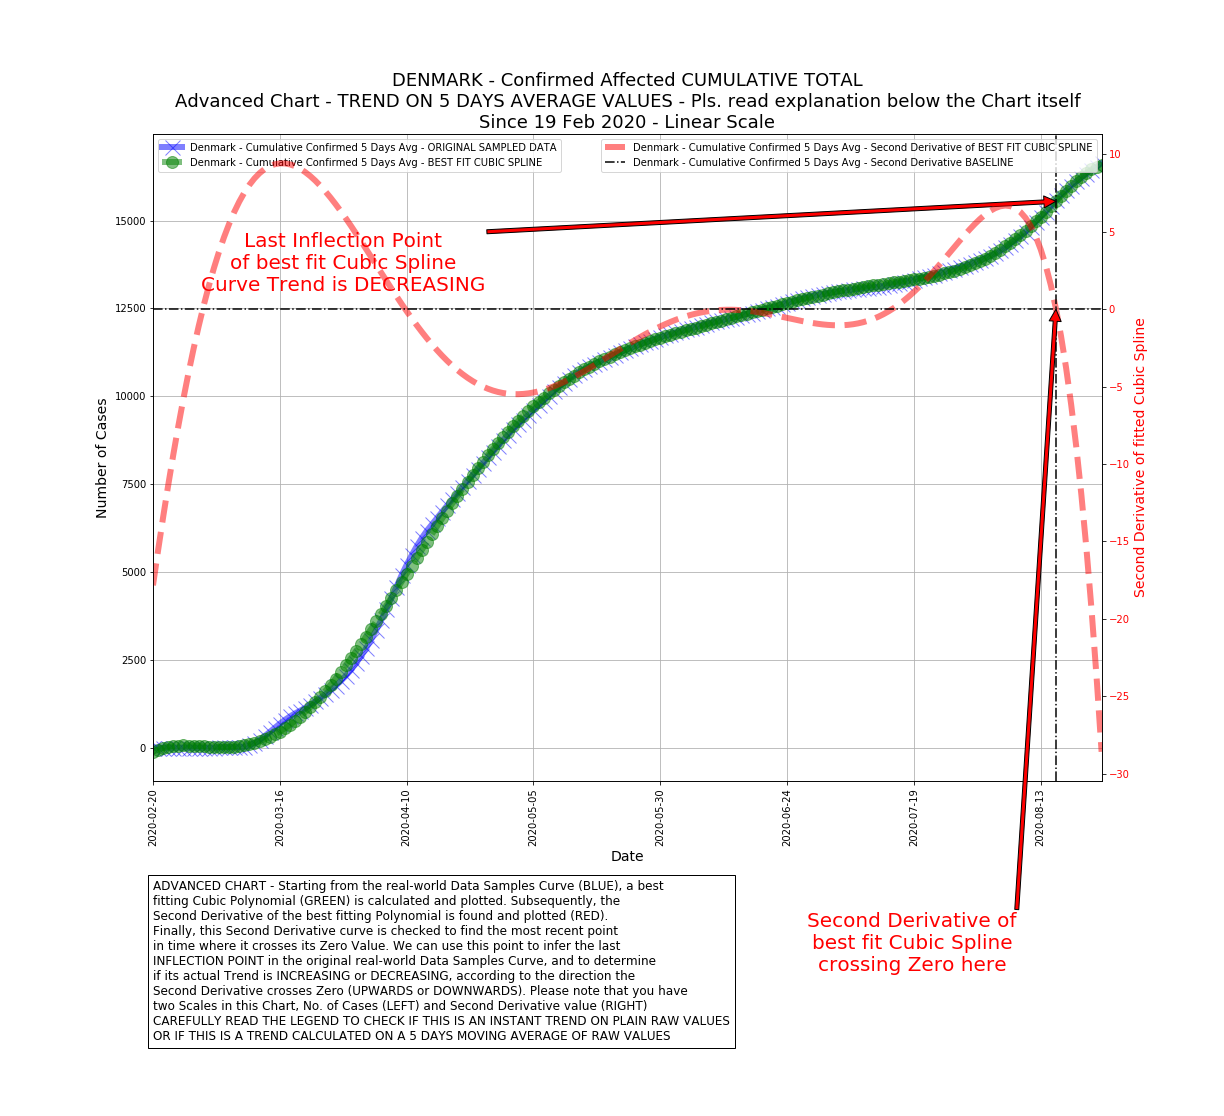 DENMARK - Confirmed Affected CUMULATIVE TOTAL
Advanced Chart - TREND ON 5 DAYS AVERAGE VALUES - Pls. read explanation below the Chart itself
Since 19 Feb 2020 - Linear Scale
Denmark - Cumulative Confirmed 5 Days Avg - ORIGINAL SAMPLED DATA
Denmark - Cumulative Confirmed 5 Days Avg - BEST FIT CUBIC SPLINE
Denmark - Cumulative Confirmed 5 Days Avg - Second Derivative of BEST FIT CUBIC SPLINE
Denmark - Cumulative Confirmed 5 Days Avg - Second Derivative BASELINE
Last Inflection Point
of best fit Cubic Spline
Curve Trend is DECREASING
Number of Cases
15000
12500
10000
7500
5000
2500
0
10
5
0
−5
−10
−15
−20
−25
−30
Second Derivative of fitted Cubic Spline
2020-02-20
2020-03-16
2020-04-10
2020-05-05
2020-05-30
2020-06-24
2020-07-19
2020-08-13
Date
ADVANCED CHART - Starting from the real-world Data Samples Curve (BLUE), a best
fitting Cubic Polynomial (GREEN) is calculated and plotted. Subsequently, the
Second Derivative of the best fitting Polynomial is found and plotted (RED).
Finally, this Second Derivative curve is checked to find the most recent point
in time where it crosses its Zero Value. We can use this point to infer the last
INFLECTION POINT in the original real-world Data Samples Curve, and to determine
if its actual Trend is INCREASING or DECREASING, according to the direction the
Second Derivative crosses Zero (UPWARDS or DOWNWARDS). Please note that you have
two Scales in this Chart, No. of Cases (LEFT) and Second Derivative value (RIGHT)
CAREFULLY READ THE LEGEND TO CHECK IF THIS IS AN INSTANT TREND ON PLAIN RAW VALUES
OR IF THIS IS A TREND CALCULATED ON A 5 DAYS MOVING AVERAGE OF RAW VALUES
Second Derivative of
best fit Cubic Spline
crossing Zero here